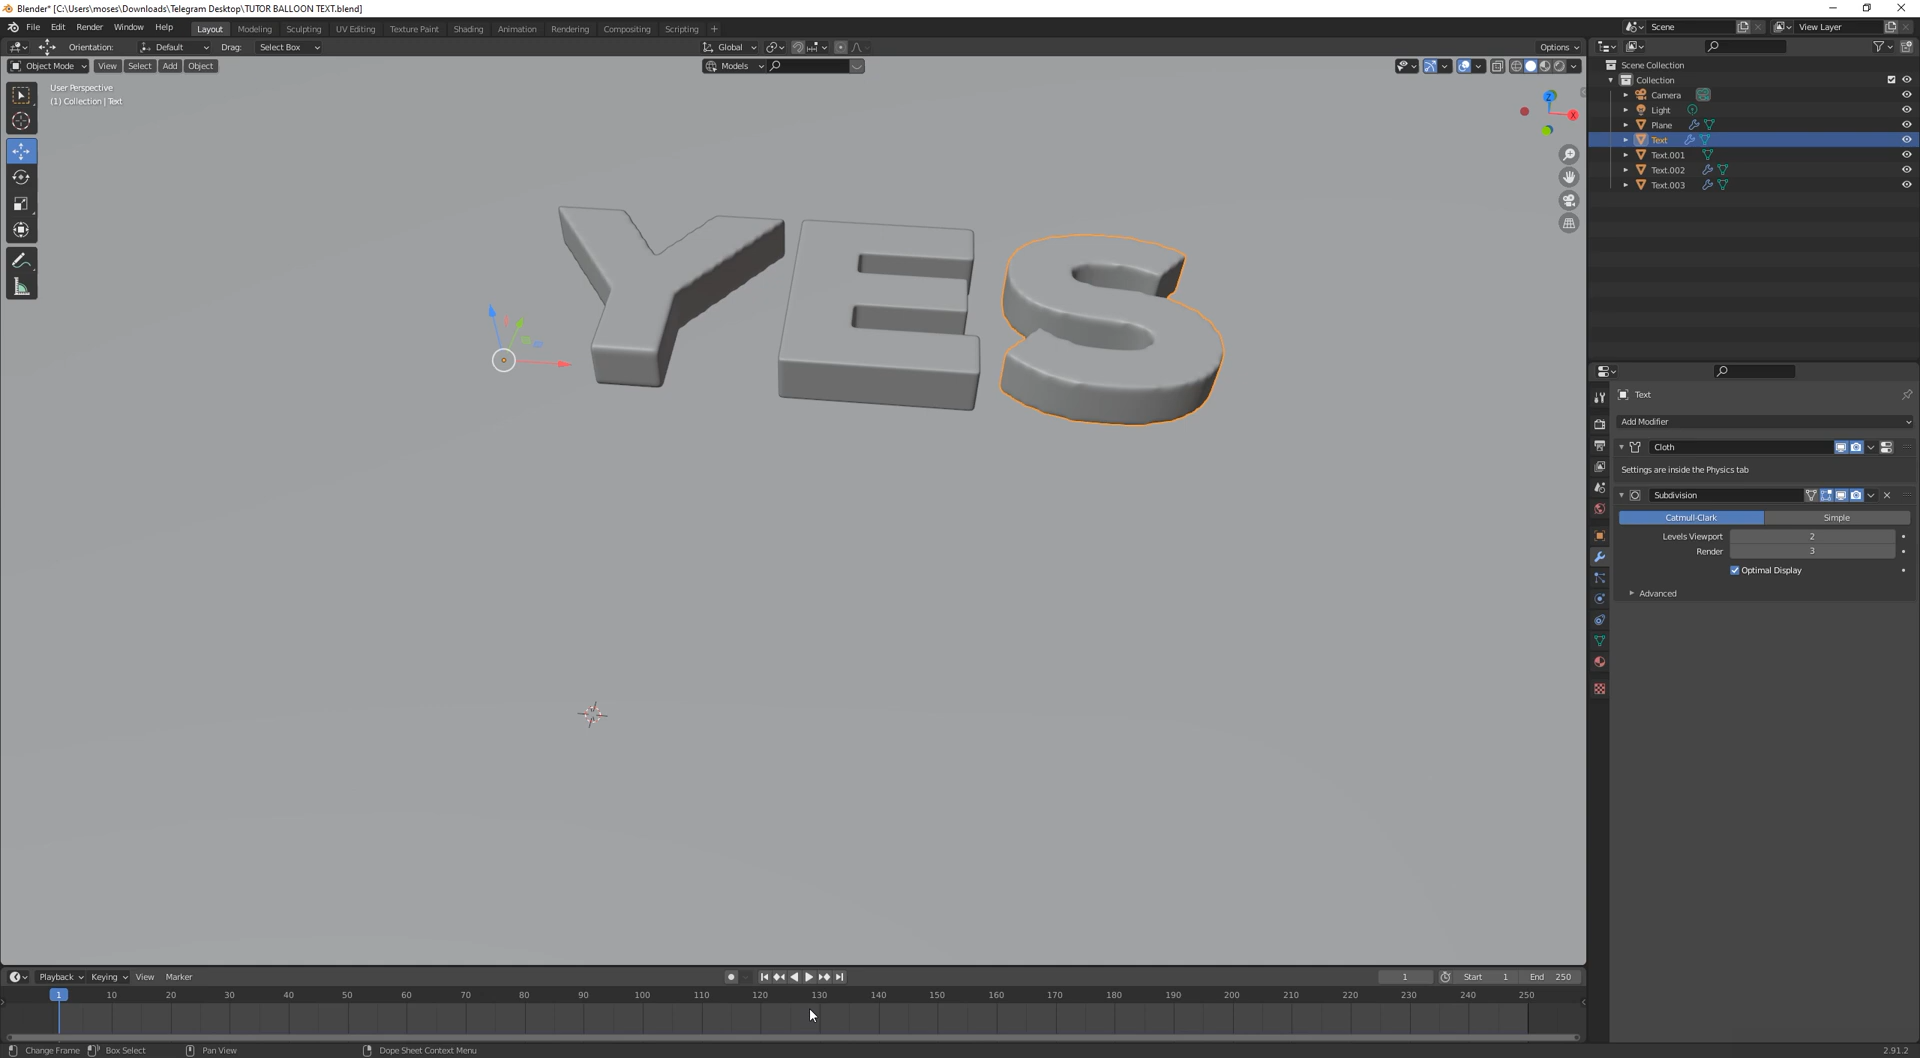 Blender* [C:\Users\moses\Downloads\Telegram Desktop\TUTOR BALLOON TEXT.blend]
File Edit Render Window Help Layout Modeling Sculpting UV Editing Texture Paint Shading Animation Rendering Compositing Scripting + Scene View Layer
Orientation: Default Drag: Select Box Global Options
Object Mode View Select Add Object Models
User Perspective
(1) Collection | Text
Z
X
YES
Scene Collection
Collection
Camera
Light
Plane
Text
Text.001
Text.002
Text.003
Text
Add Modifier
Cloth
Settings are inside the Physics tab
Subdivision
Catmull-Clark Simple
Levels Viewport 2
Render 3
Optimal Display
Advanced
Playback Keying View Marker 1 Start 1 End 250
1 10 20 30 40 50 60 70 80 90 100 110 120 130 140 150 160 170 180 190 200 210 220 230 240 250
Change Frame Box Select Pan View Dope Sheet Context Menu 2.91.2